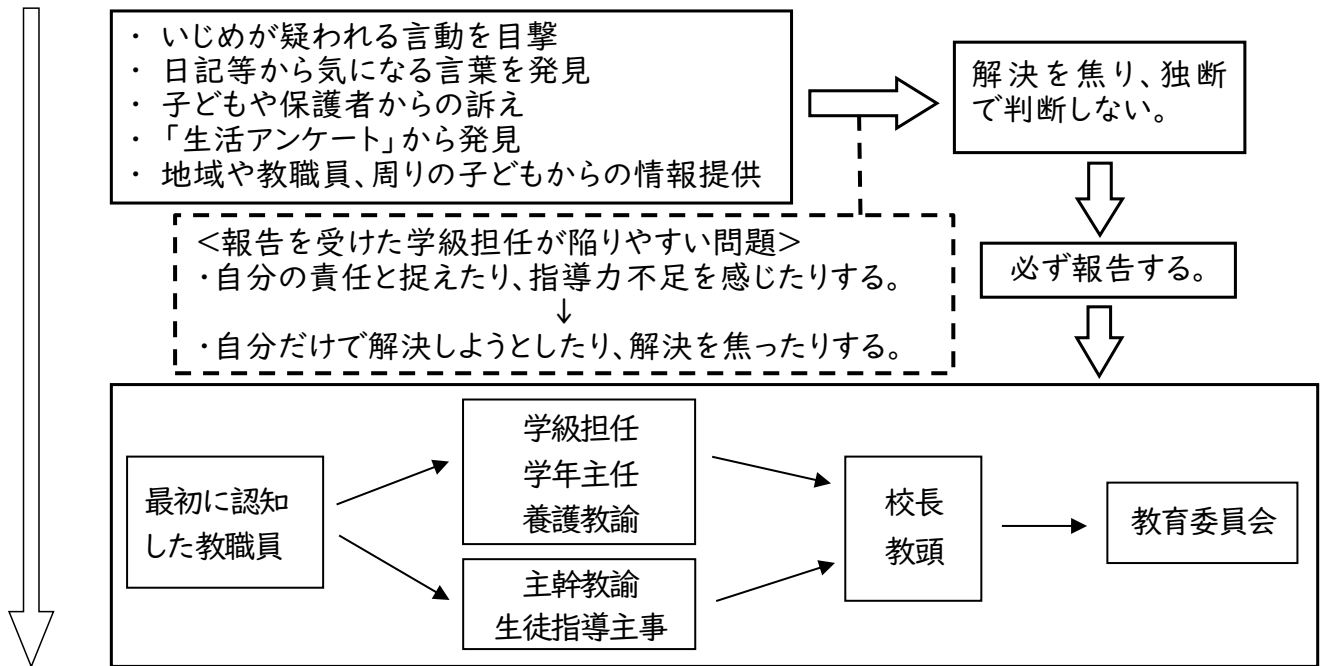 ・ いじめが疑われる言動を目撃
・ 日記等から気になる言葉を発見
・ 子どもや保護者からの訴え
・ 「生活アンケート」から発見
・ 地域や教職員、周りの子どもからの情報提供
解決を焦り、独断
で判断しない。
<報告を受けた学級担任が陥りやすい問題>
・自分の責任と捉えたり、指導力不足を感じたりする。
↓
・自分だけで解決しようとしたり、解決を焦ったりする。
必ず報告する。
最初に認知
した教職員
学級担任
学年主任
養護教諭
主幹教諭
生徒指導主事
校長
教頭
教育委員会